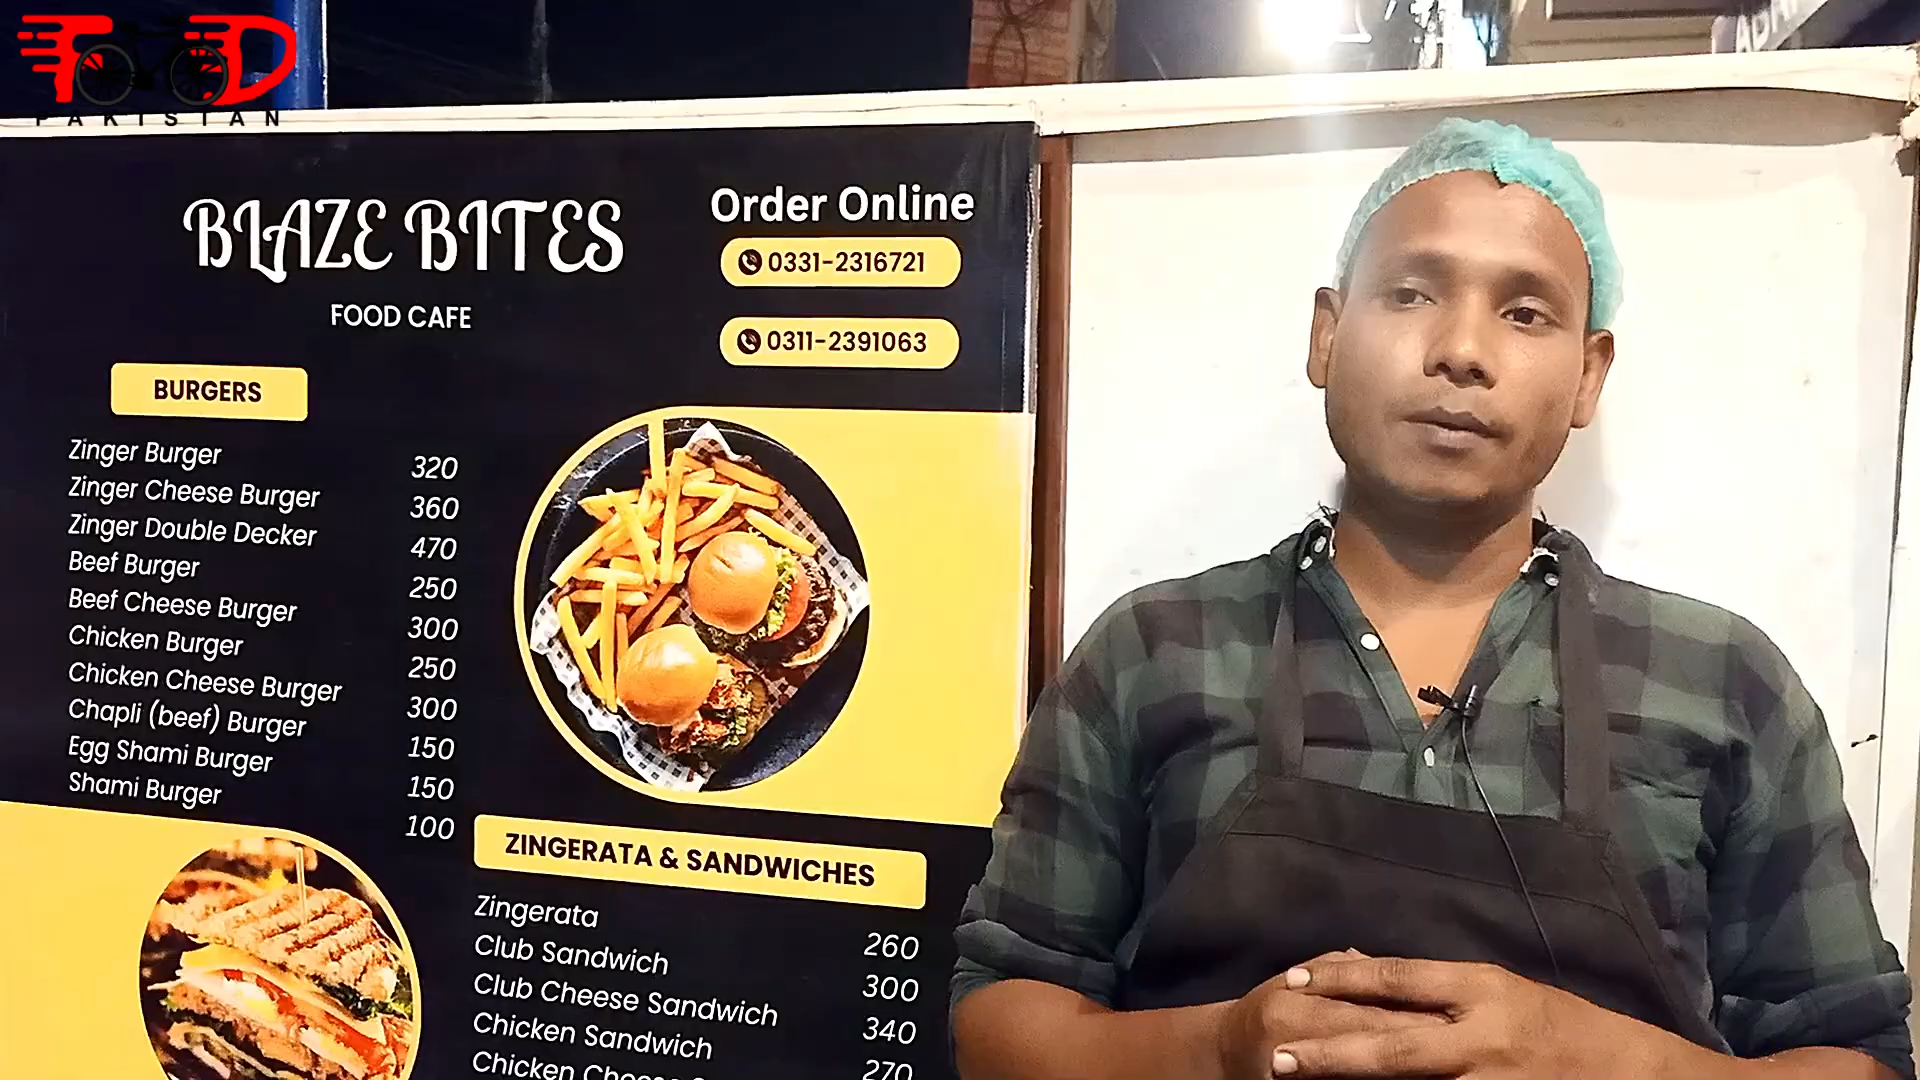 FOOD
PAKISTAN
BLAZE BITES
FOOD CAFE
Order Online
0331-2316721
0311-2391063
BURGERS
Zinger Burger 320
Zinger Cheese Burger 360
Zinger Double Decker 470
Beef Burger 250
Beef Cheese Burger 300
Chicken Burger 250
Chicken Cheese Burger 300
Chapli (beef) Burger 150
Egg Shami Burger 150
Shami Burger 100
ZINGERATA & SANDWICHES
Zingerata 260
Club Sandwich 300
Club Cheese Sandwich 340
Chicken Sandwich 270
Chicken